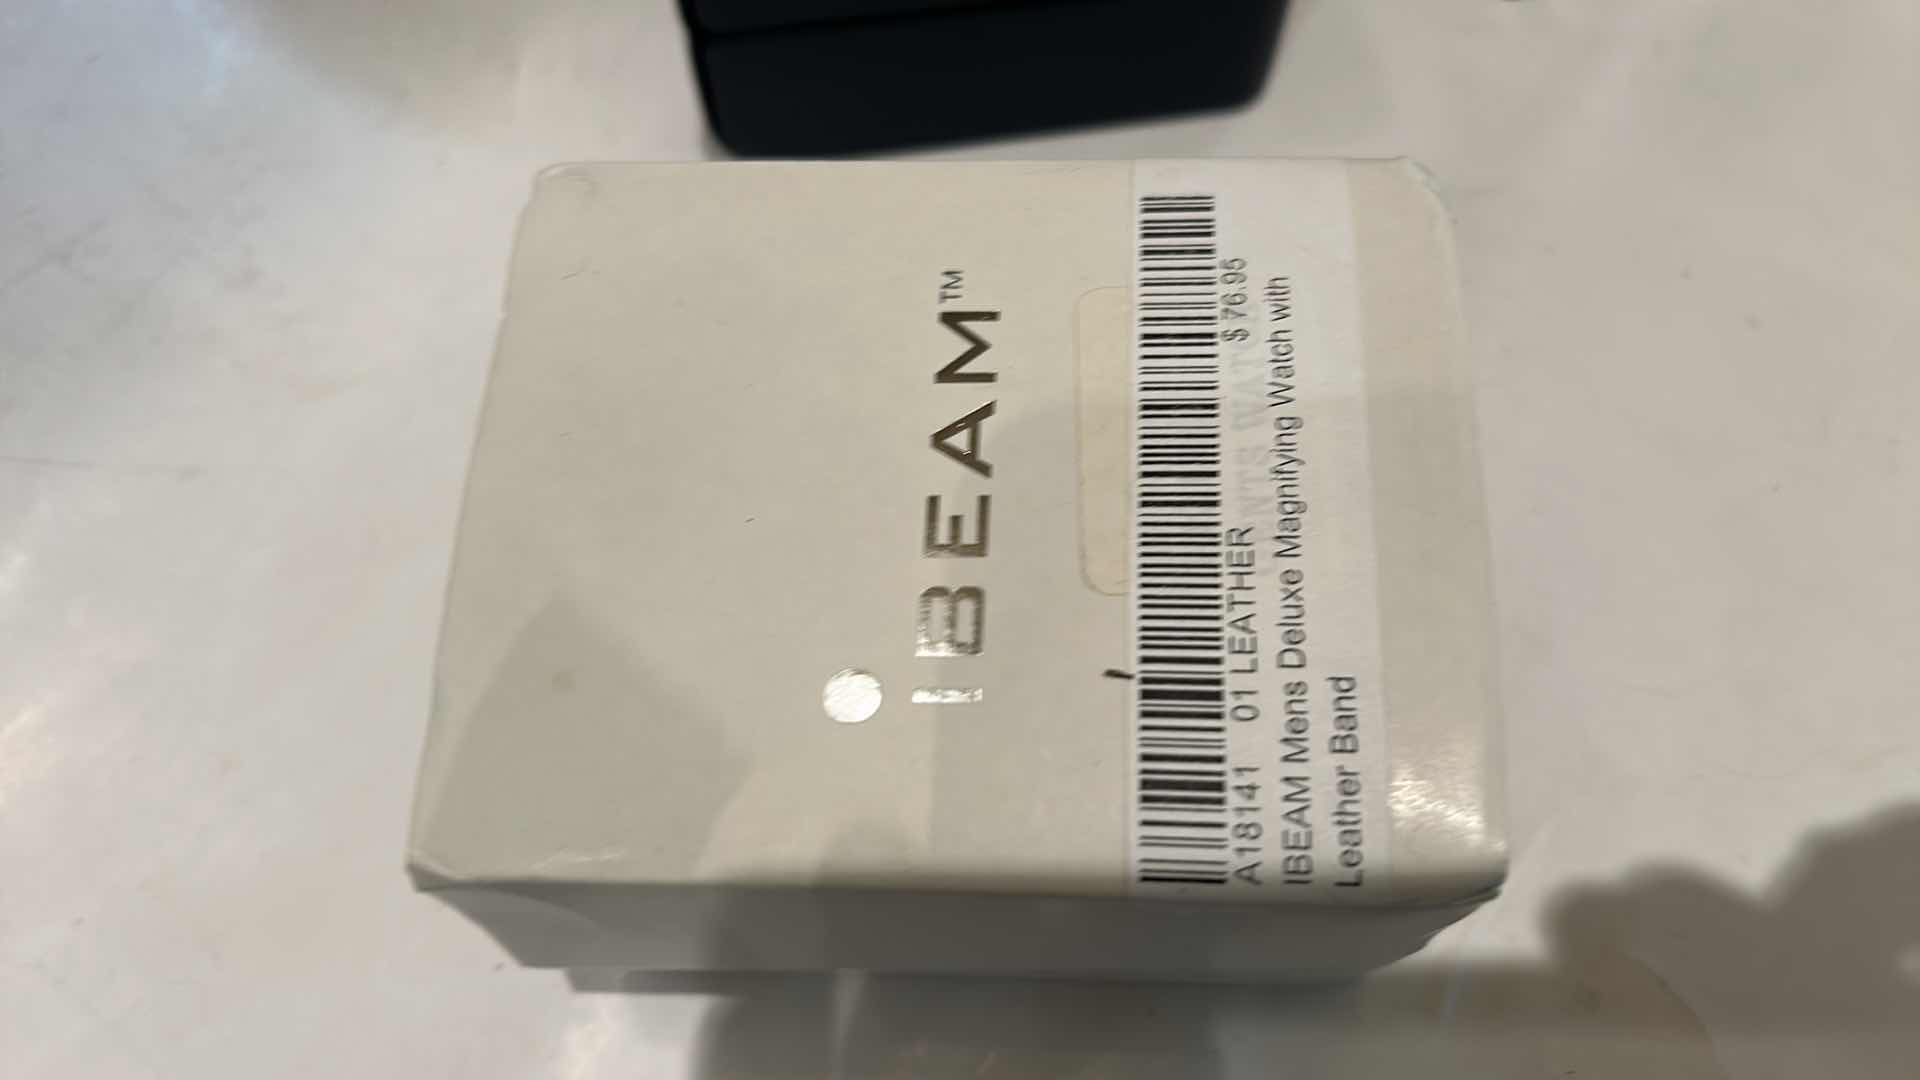 iBEAM™
$ 76.95
A18141 01 LEATHER
IBEAM Mens Deluxe Magnifying Watch with
Leather Band